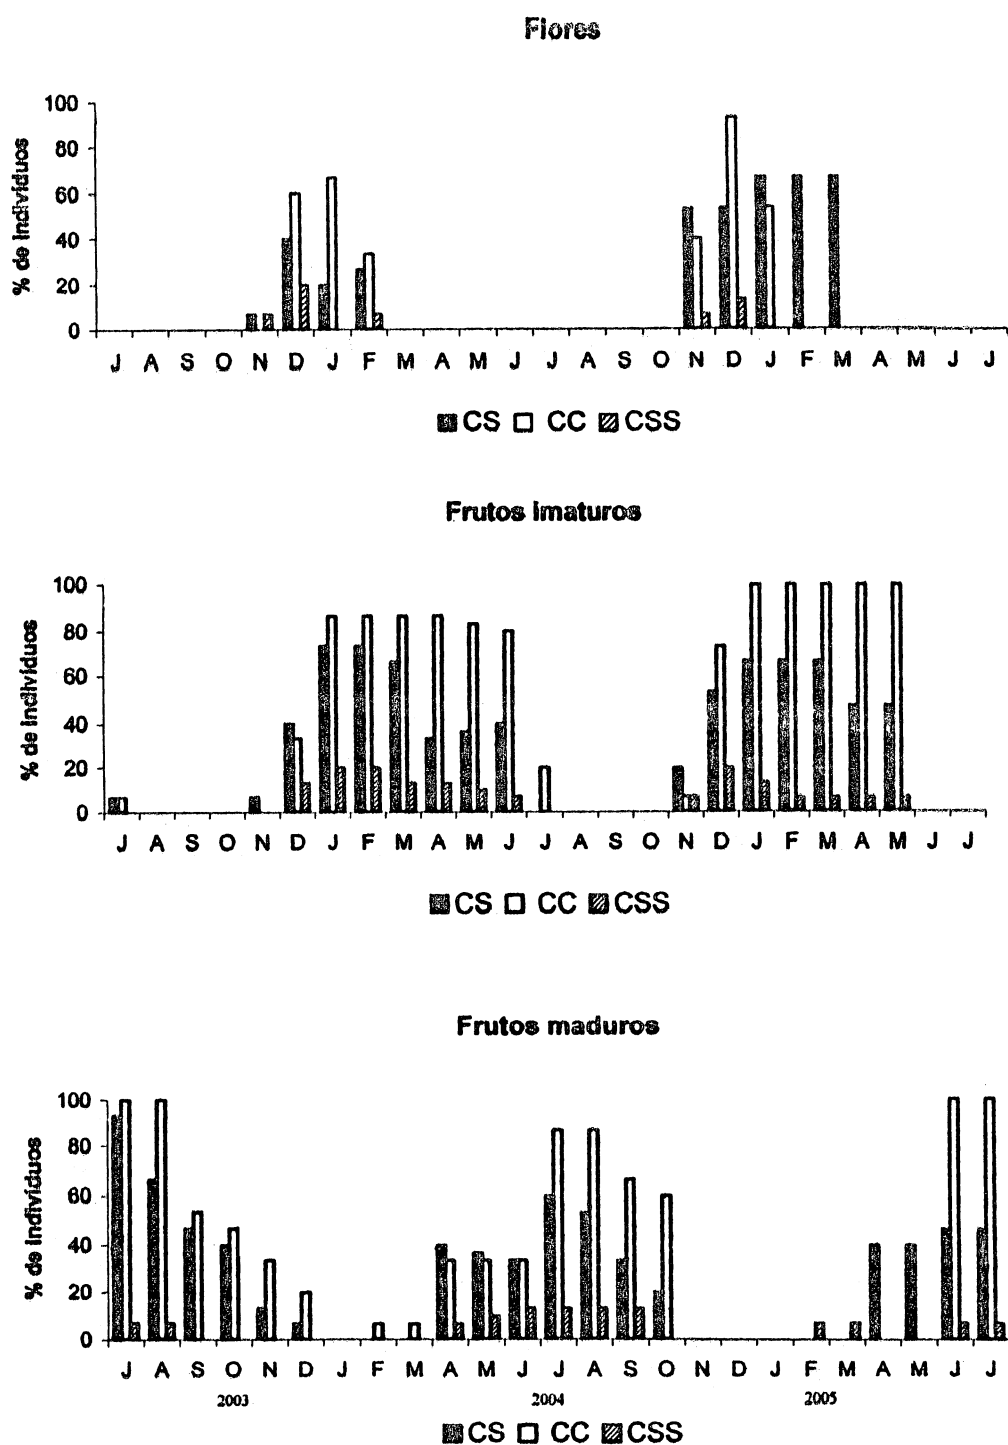 Flores
100
80
60
40
20
0
% de Indivíduos
J A S O N D J F M A M J J A S O N D J F M A M J J
CS CC CSS
Frutos imaturos
100
80
60
40
20
0
% de Indivíduos
J A S O N D J F M A M J J A S O N D J F M A M J J
CS CC CSS
Frutos maduros
100
80
60
40
20
0
% de Indivíduos
J A S O N D J F M A M J J A S O N D J F M A M J J
2003 2004 2005
CS CC CSS